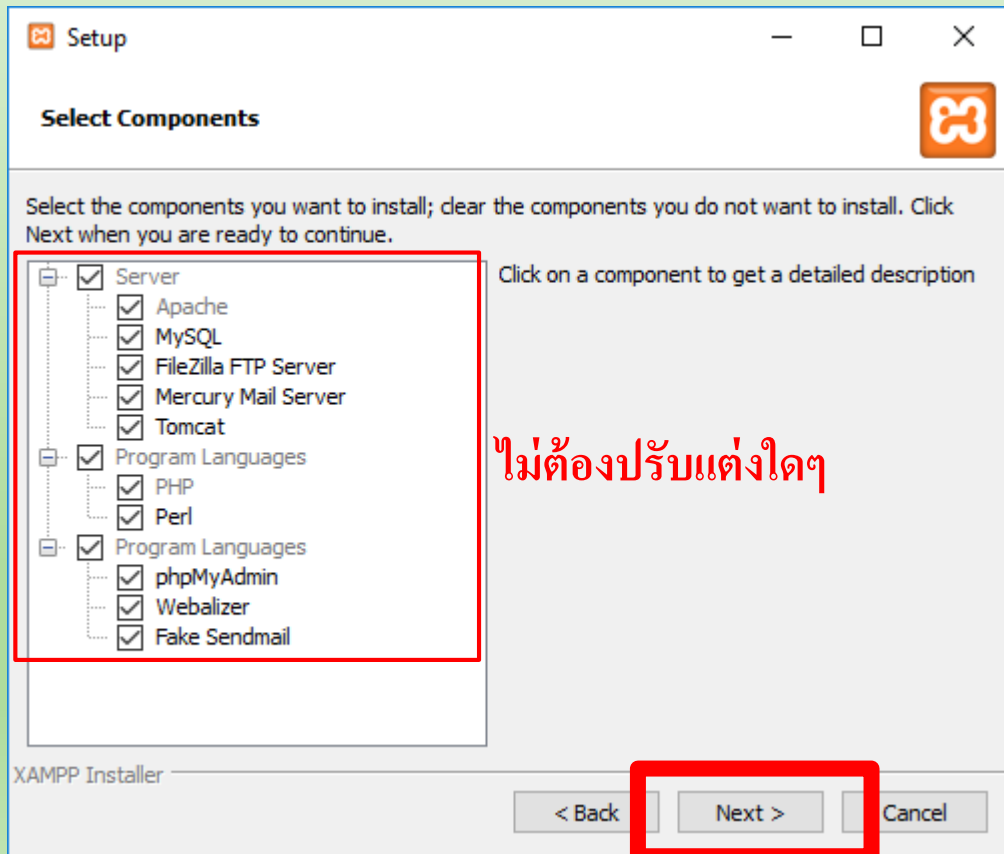 Setup
Select Components
Select the components you want to install; clear the components you do not want to install. Click
Next when you are ready to continue.
Server
Apache
MySQL
FileZilla FTP Server
Mercury Mail Server
Tomcat
Program Languages
PHP
Perl
Program Languages
phpMyAdmin
Webalizer
Fake Sendmail
Click on a component to get a detailed description
ไม่ต้องปรับแต่งใดๆ
XAMPP Installer
< Back
Next >
Cancel